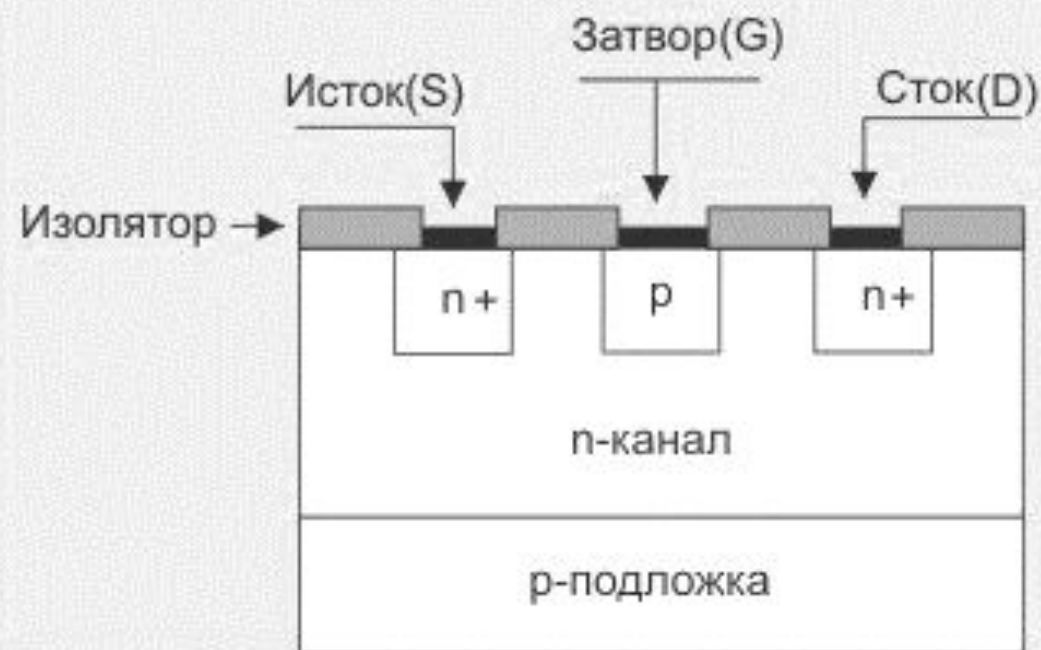 Затвор(G)
Исток(S)
Сток(D)
Изолятор
n+
p
n+
n-канал
p-подложка